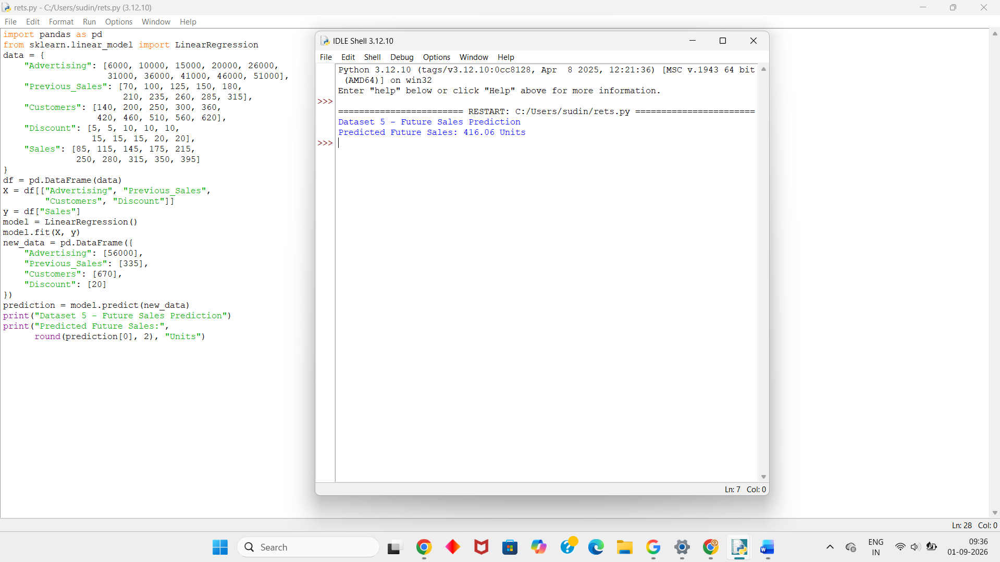 rets.py - C:/Users/sudin/rets.py (3.12.10)
File Edit Format Run Options Window Help
import pandas as pd
from sklearn.linear_model import LinearRegression
data = {
    "Advertising": [6000, 10000, 15000, 20000, 26000,
                    31000, 36000, 41000, 46000, 51000],
    "Previous_Sales": [70, 100, 125, 150, 180,
                       210, 235, 260, 285, 315],
    "Customers": [140, 200, 250, 300, 360,
                  420, 460, 510, 560, 620],
    "Discount": [5, 5, 10, 10, 10,
                 15, 15, 15, 20, 20],
    "Sales": [85, 115, 145, 175, 215,
              250, 280, 315, 350, 395]
}
df = pd.DataFrame(data)
X = df[["Advertising", "Previous_Sales",
        "Customers", "Discount"]]
y = df["Sales"]
model = LinearRegression()
model.fit(X, y)
new_data = pd.DataFrame({
    "Advertising": [56000],
    "Previous_Sales": [335],
    "Customers": [670],
    "Discount": [20]
})
prediction = model.predict(new_data)
print("Dataset 5 - Future Sales Prediction")
print("Predicted Future Sales:",
      round(prediction[0], 2), "Units")
IDLE Shell 3.12.10
File Edit Shell Debug Options Window Help
Python 3.12.10 (tags/v3.12.10:0cc8128, Apr  8 2025, 12:21:36) [MSC v.1943 64 bit
 (AMD64)] on win32
Enter "help" below or click "Help" above for more information.
>>>
======================== RESTART: C:/Users/sudin/rets.py =======================
Dataset 5 - Future Sales Prediction
Predicted Future Sales: 416.06 Units
>>>
Ln: 7 Col: 0
Ln: 28 Col: 0
Search
ENG
IN
09:36
01-09-2026